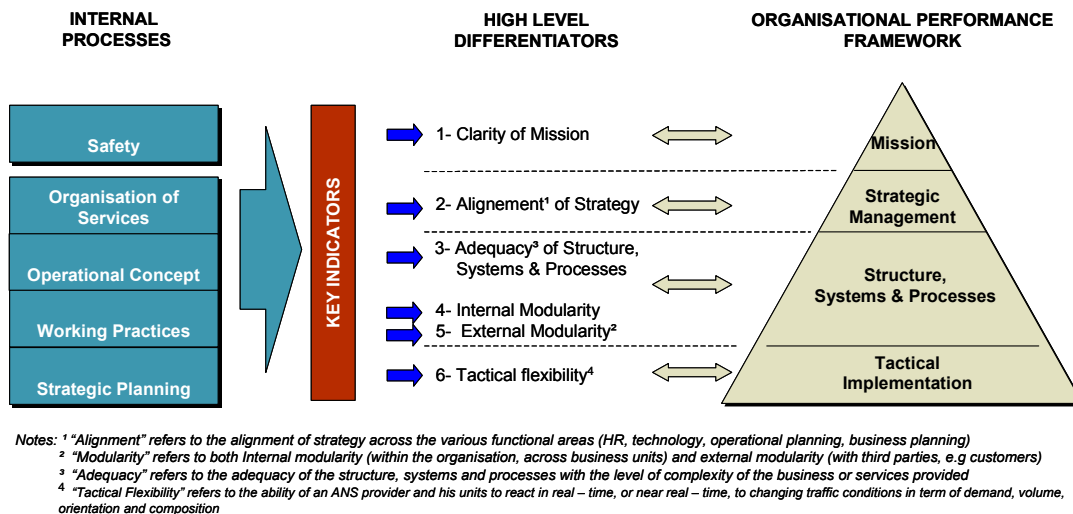 INTERNAL
PROCESSES
HIGH LEVEL
DIFFERENTIATORS
ORGANISATIONAL PERFORMANCE
FRAMEWORK
Safety
Organisation of
Services
Operational Concept
Working Practices
Strategic Planning
KEY INDICATORS
1- Clarity of Mission
2- Alignement¹ of Strategy
3- Adequacy³ of Structure,
Systems & Processes
4- Internal Modularity
5- External Modularity²
6- Tactical flexibility⁴
Mission
Strategic
Management
Structure,
Systems & Processes
Tactical
Implementation
Notes: ¹ “Alignment” refers to the alignment of strategy across the various functional areas (HR, technology, operational planning, business planning)
² “Modularity” refers to both Internal modularity (within the organisation, across business units) and external modularity (with third parties, e.g customers)
³ “Adequacy” refers to the adequacy of the structure, systems and processes with the level of complexity of the business or services provided
⁴ “Tactical Flexibility” refers to the ability of an ANS provider and his units to react in real – time, or near real – time, to changing traffic conditions in term of demand, volume,
orientation and composition